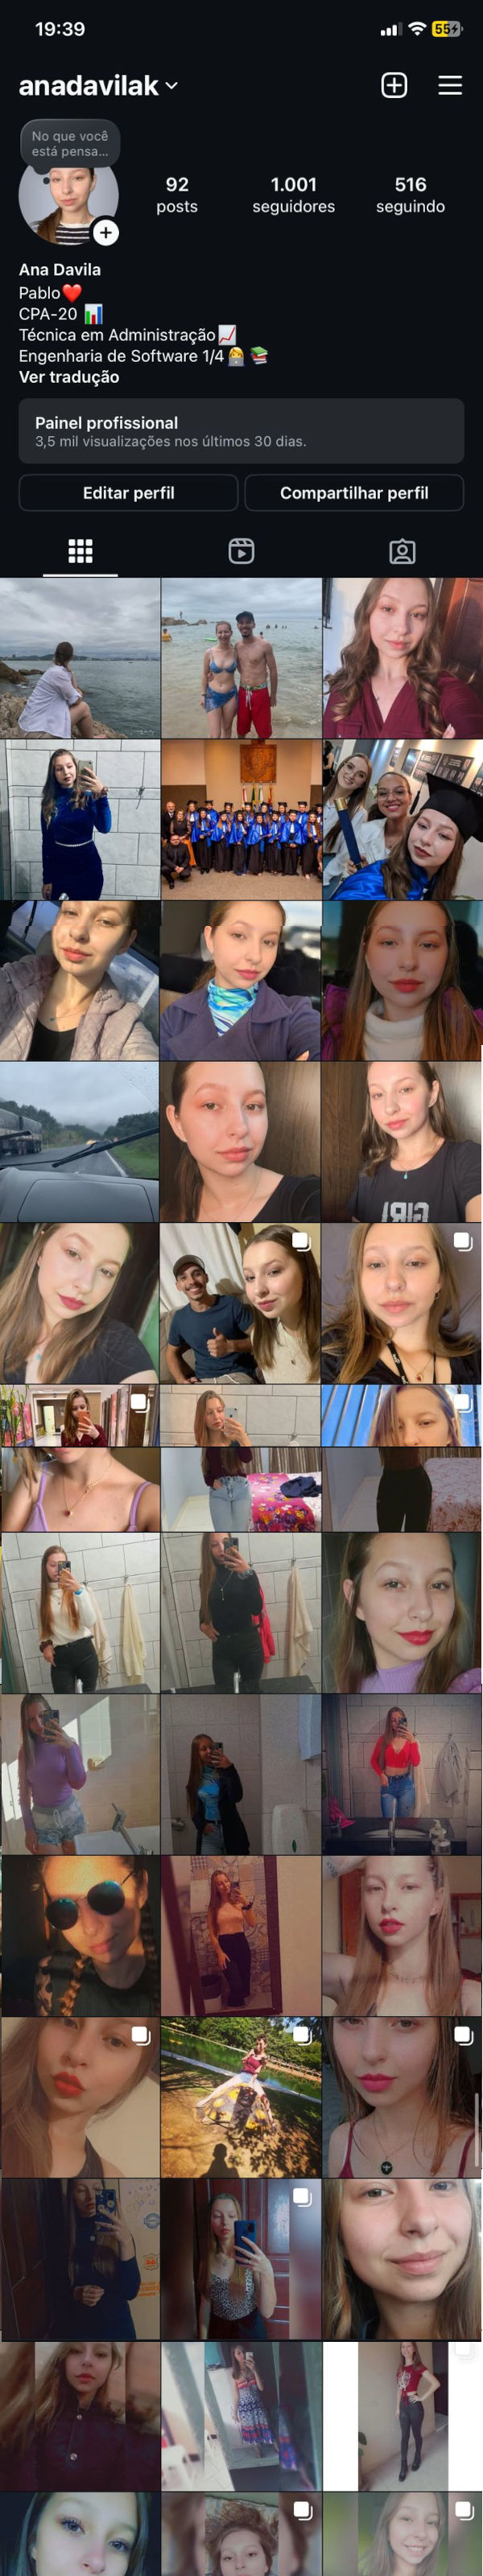 19:39
55
anadavilak
No que você
está pensa...
92
posts
1.001
seguidores
516
seguindo
Ana Davila
Pablo❤️
CPA-20 📊
Técnica em Administração📈
Engenharia de Software 1/4👩‍💻 📚
Ver tradução
Painel profissional
3,5 mil visualizações nos últimos 30 dias.
Editar perfil
Compartilhar perfil